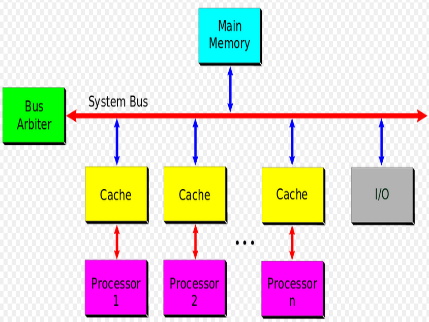 Main
Memory
Bus
Arbiter
System Bus
Cache
Cache
Cache
I/O
...
Processor
1
Processor
2
Processor
n